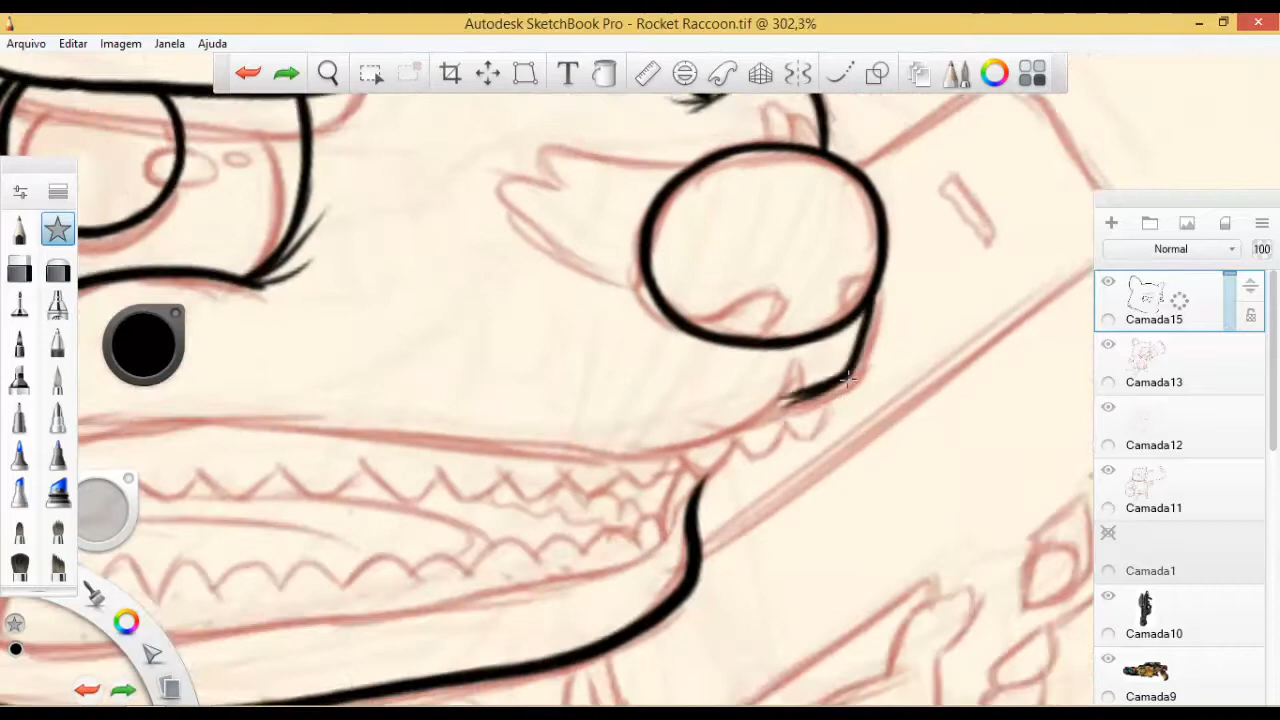 Autodesk SketchBook Pro - Rocket Raccoon.tif @ 302,3%
Arquivo Editar Imagem Janela Ajuda
Normal 100
Camada15
Camada13
Camada12
Camada11
Camada1
Camada10
Camada9